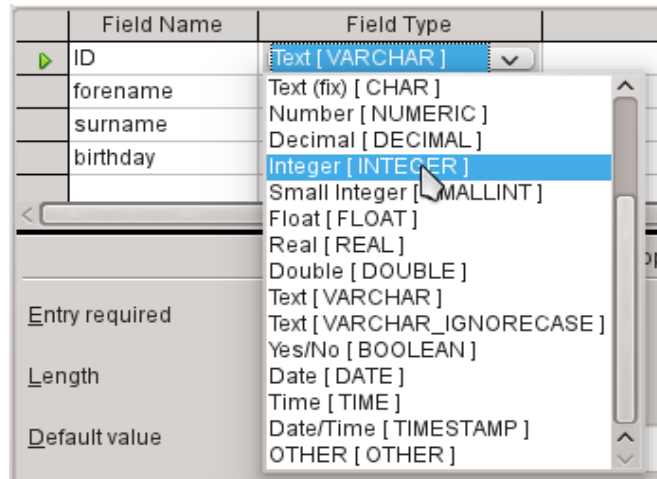 Field Name Field Type
ID Text [ VARCHAR ]
forename
surname
birthday
Text (fix) [ CHAR ]
Number [ NUMERIC ]
Decimal [ DECIMAL ]
Integer [ INTEGER ]
Small Integer [ SMALLINT ]
Float [ FLOAT ]
Real [ REAL ]
Double [ DOUBLE ]
Text [ VARCHAR ]
Text [ VARCHAR_IGNORECASE ]
Yes/No [ BOOLEAN ]
Date [ DATE ]
Time [ TIME ]
Date/Time [ TIMESTAMP ]
OTHER [ OTHER ]
Entry required
Length
Default value